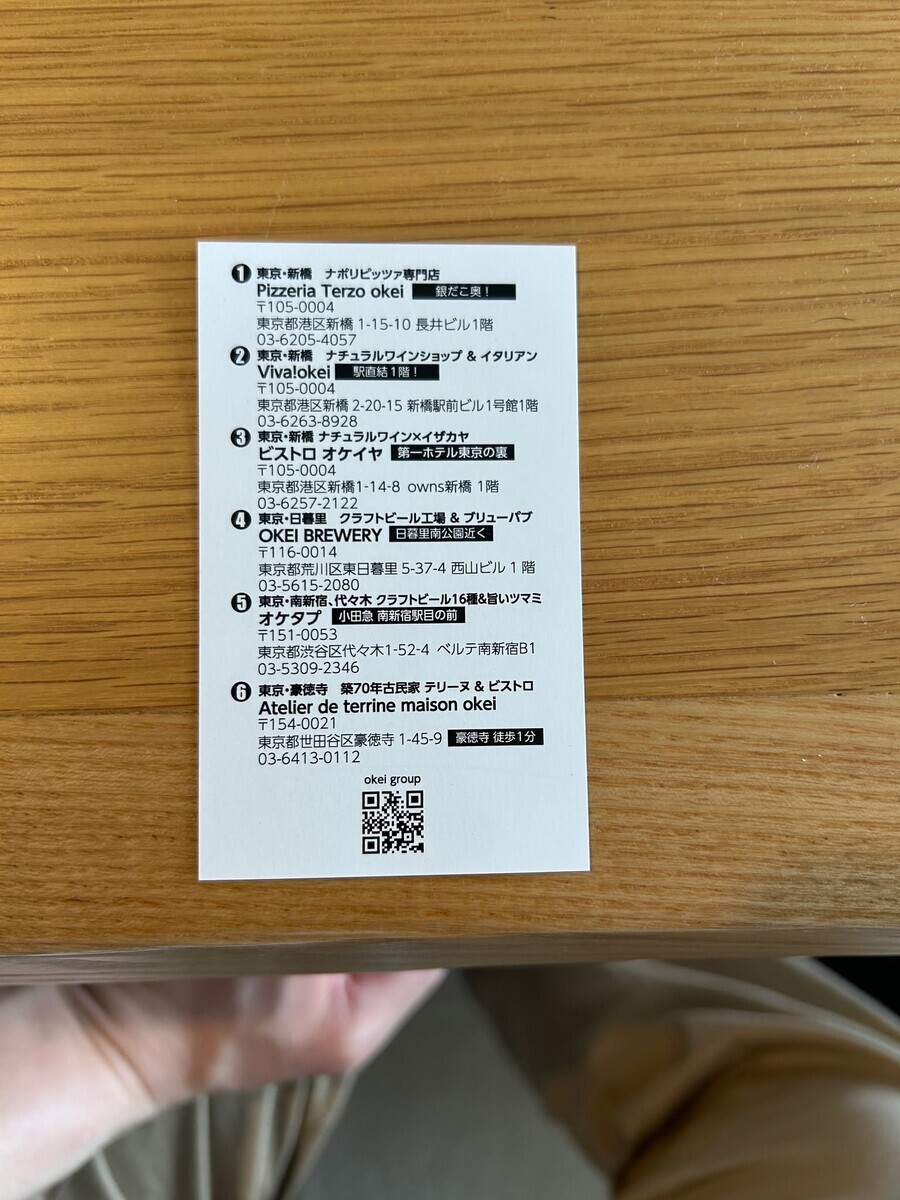 ❶ 東京・新橋 ナポリピッツァ専門店
Pizzeria Terzo okei 銀だこ奥！
〒105-0004
東京都港区新橋 1-15-10 長井ビル1階
03-6205-4057
❷ 東京・新橋 ナチュラルワインショップ & イタリアン
Viva!okei 駅直結1階！
〒105-0004
東京都港区新橋 2-20-15 新橋駅前ビル1号館1階
03-6263-8928
❸ 東京・新橋 ナチュラルワイン×イザカヤ
ビストロ オケイヤ 第一ホテル東京の裏
〒105-0004
東京都港区新橋1-14-8 owns新橋 1階
03-6257-2122
❹ 東京・日暮里 クラフトビール工場 & ブリューパブ
OKEI BREWERY 日暮里南公園近く
〒116-0014
東京都荒川区東日暮里 5-37-4 西山ビル 1 階
03-5615-2080
❺ 東京・南新宿、代々木 クラフトビール16種&旨いツマミ
オケタプ 小田急 南新宿駅目の前
〒151-0053
東京都渋谷区代々木1-52-4 ベルテ南新宿B1
03-5309-2346
❻ 東京・豪徳寺 築70年古民家 テリーヌ & ビストロ
Atelier de terrine maison okei
〒154-0021
東京都世田谷区豪徳寺 1-45-9 豪徳寺 徒歩1分
03-6413-0112
okei group